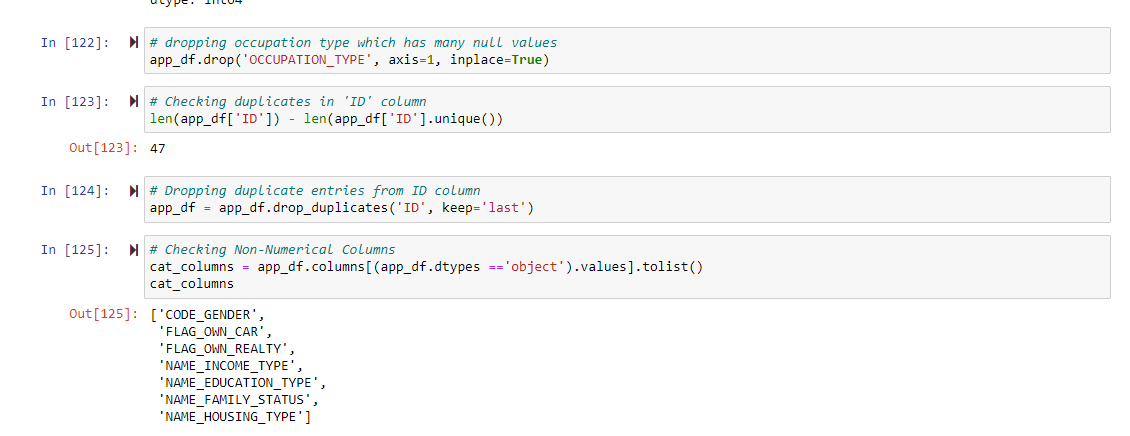 dtype: int64
In [122]:
# dropping occupation type which has many null values
app_df.drop('OCCUPATION_TYPE', axis=1, inplace=True)
In [123]:
# Checking duplicates in 'ID' column
len(app_df['ID']) - len(app_df['ID'].unique())
Out[123]: 47
In [124]:
# Dropping duplicate entries from ID column
app_df = app_df.drop_duplicates('ID', keep='last')
In [125]:
# Checking Non-Numerical Columns
cat_columns = app_df.columns[(app_df.dtypes =='object').values].tolist()
cat_columns
Out[125]: ['CODE_GENDER',
'FLAG_OWN_CAR',
'FLAG_OWN_REALTY',
'NAME_INCOME_TYPE',
'NAME_EDUCATION_TYPE',
'NAME_FAMILY_STATUS',
'NAME_HOUSING_TYPE']